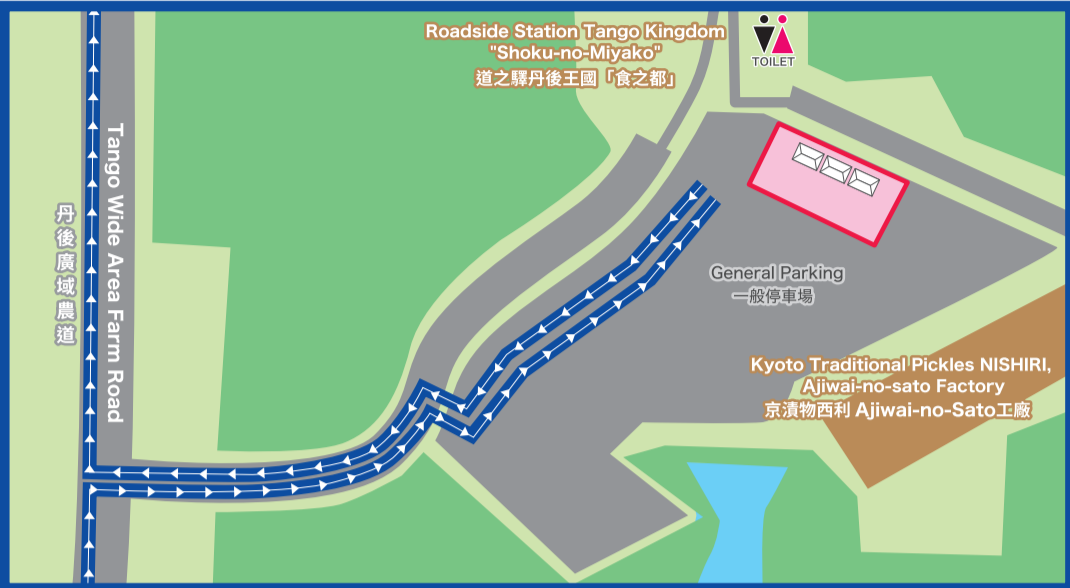 Roadside Station Tango Kingdom
"Shoku-no-Miyako"
道之驛丹後王國「食之都」
TOILET
Tango Wide Area Farm Road
丹後廣域農道
General Parking
一般停車場
Kyoto Traditional Pickles NISHIRI,
Ajiwai-no-sato Factory
京漬物西利 Ajiwai-no-Sato工廠